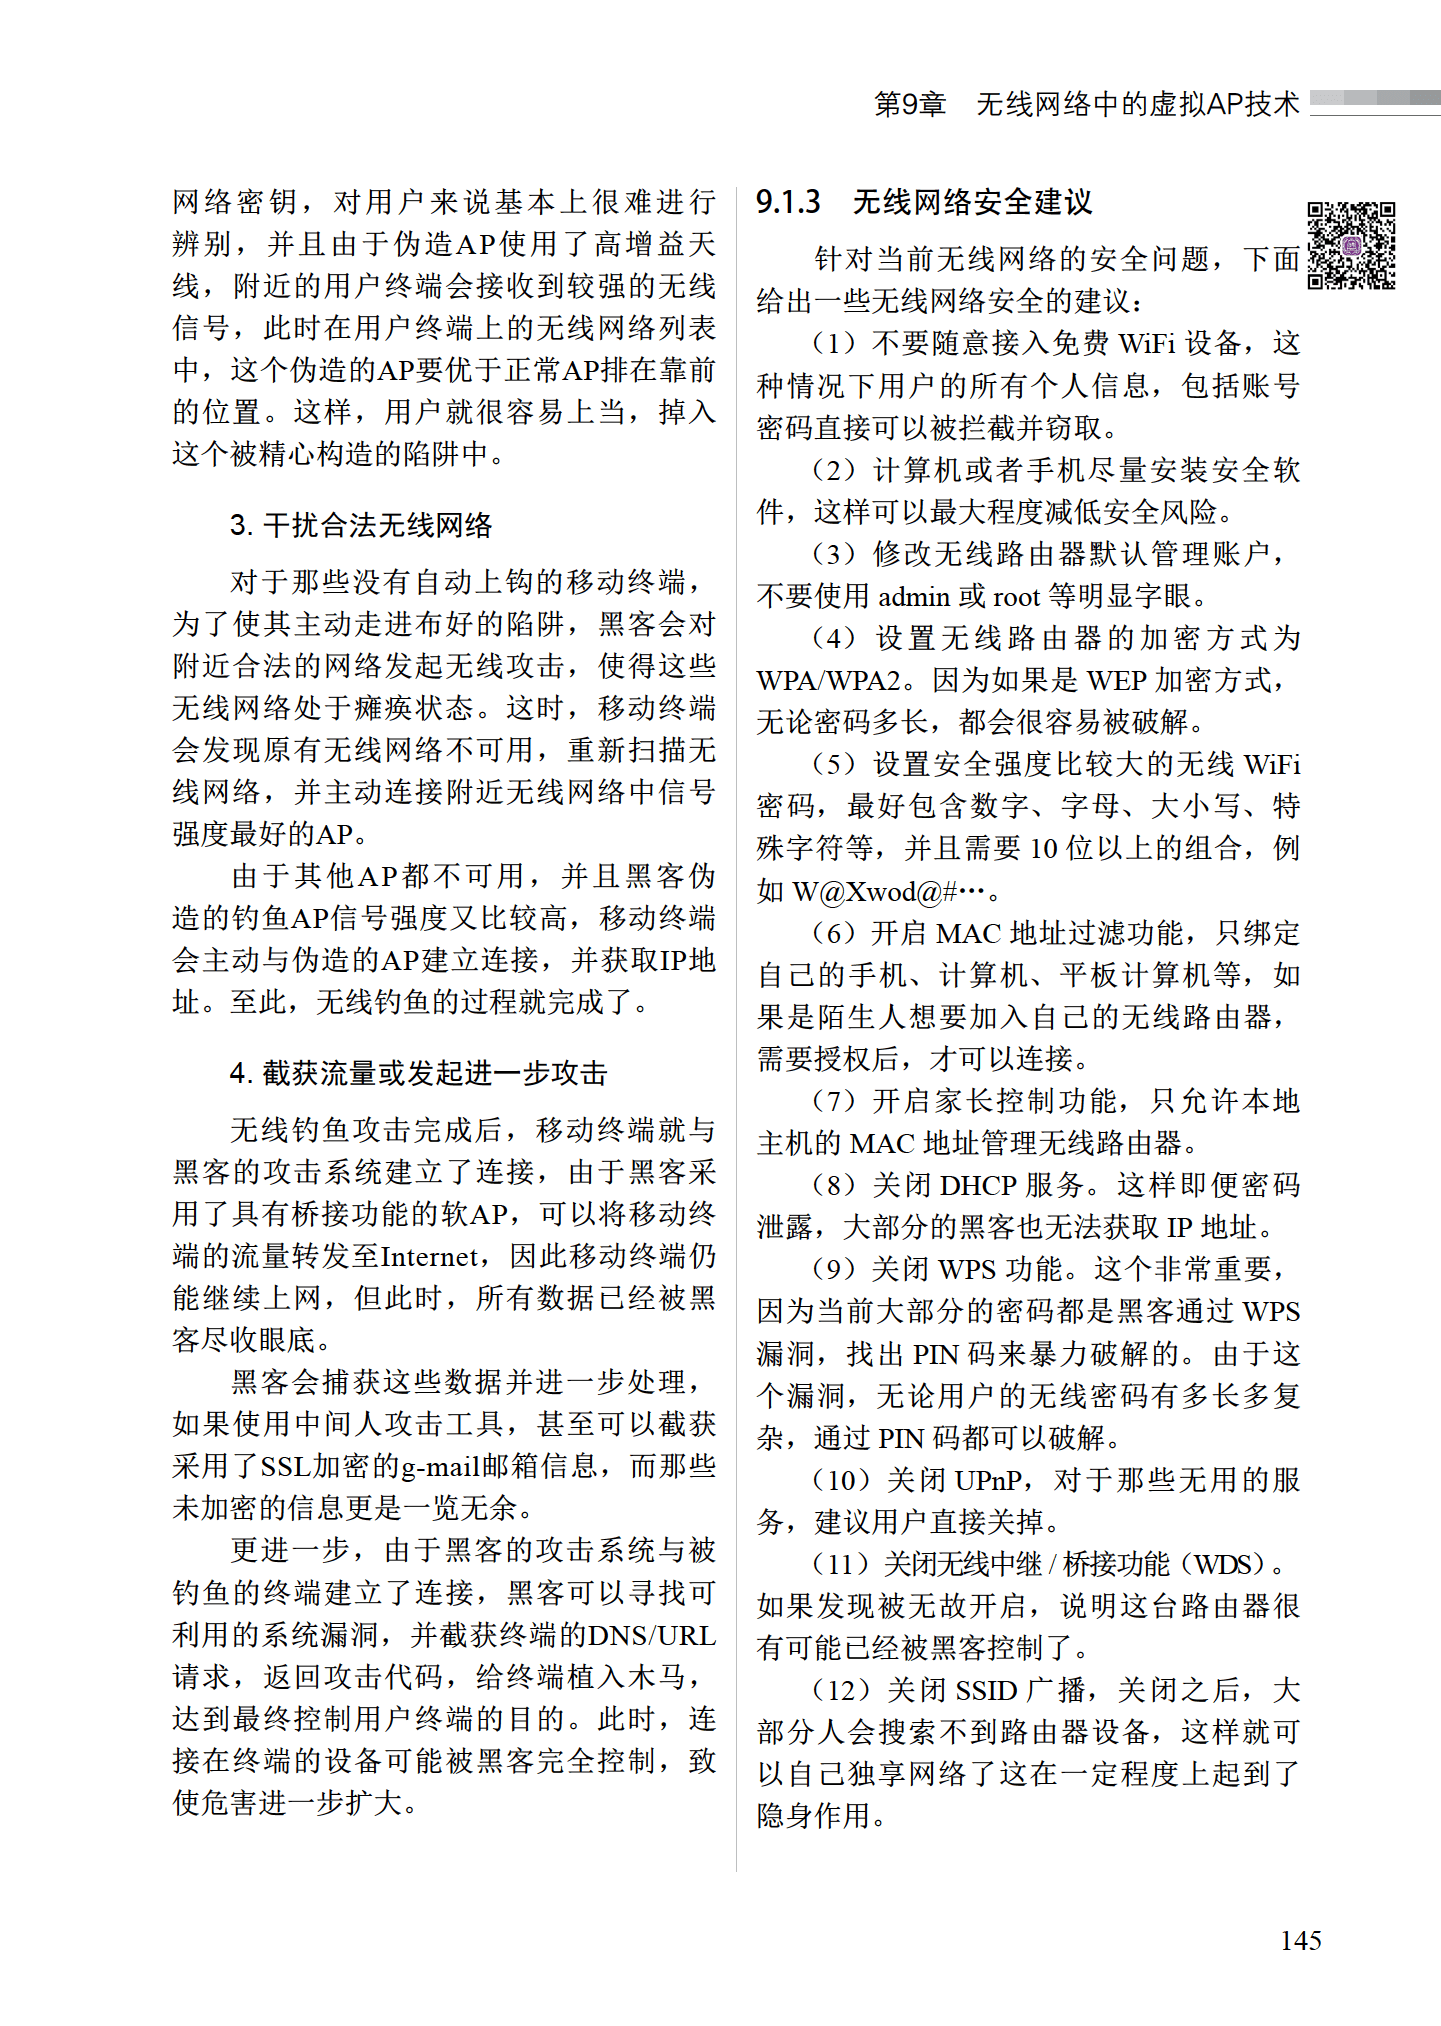 第9章　无线网络中的虚拟AP技术
网络密钥，对用户来说基本上很难进行
辨别，并且由于伪造AP使用了高增益天
线，附近的用户终端会接收到较强的无线
信号，此时在用户终端上的无线网络列表
中，这个伪造的AP要优于正常AP排在靠前
的位置。这样，用户就很容易上当，掉入
这个被精心构造的陷阱中。
3. 干扰合法无线网络
对于那些没有自动上钩的移动终端，
为了使其主动走进布好的陷阱，黑客会对
附近合法的网络发起无线攻击，使得这些
无线网络处于瘫痪状态。这时，移动终端
会发现原有无线网络不可用，重新扫描无
线网络，并主动连接附近无线网络中信号
强度最好的AP。
由于其他AP都不可用，并且黑客伪
造的钓鱼AP信号强度又比较高，移动终端
会主动与伪造的AP建立连接，并获取IP地
址。至此，无线钓鱼的过程就完成了。
4. 截获流量或发起进一步攻击
无线钓鱼攻击完成后，移动终端就与
黑客的攻击系统建立了连接，由于黑客采
用了具有桥接功能的软AP，可以将移动终
端的流量转发至Internet，因此移动终端仍
能继续上网，但此时，所有数据已经被黑
客尽收眼底。
黑客会捕获这些数据并进一步处理，
如果使用中间人攻击工具，甚至可以截获
采用了SSL加密的g-mail邮箱信息，而那些
未加密的信息更是一览无余。
更进一步，由于黑客的攻击系统与被
钓鱼的终端建立了连接，黑客可以寻找可
利用的系统漏洞，并截获终端的DNS/URL
请求，返回攻击代码，给终端植入木马，
达到最终控制用户终端的目的。此时，连
接在终端的设备可能被黑客完全控制，致
使危害进一步扩大。
9.1.3　无线网络安全建议
针对当前无线网络的安全问题，下面
给出一些无线网络安全的建议：
（1）不要随意接入免费 WiFi 设备，这
种情况下用户的所有个人信息，包括账号
密码直接可以被拦截并窃取。
（2）计算机或者手机尽量安装安全软
件，这样可以最大程度减低安全风险。
（3）修改无线路由器默认管理账户，
不要使用 admin 或 root 等明显字眼。
（4）设置无线路由器的加密方式为
WPA/WPA2。因为如果是 WEP 加密方式，
无论密码多长，都会很容易被破解。
（5）设置安全强度比较大的无线 WiFi
密码，最好包含数字、字母、大小写、特
殊字符等，并且需要 10 位以上的组合，例
如 W@Xwod@#…。
（6）开启 MAC 地址过滤功能，只绑定
自己的手机、计算机、平板计算机等，如
果是陌生人想要加入自己的无线路由器，
需要授权后，才可以连接。
（7）开启家长控制功能，只允许本地
主机的 MAC 地址管理无线路由器。
（8）关闭 DHCP 服务。这样即便密码
泄露，大部分的黑客也无法获取 IP 地址。
（9）关闭 WPS 功能。这个非常重要，
因为当前大部分的密码都是黑客通过 WPS
漏洞，找出 PIN 码来暴力破解的。由于这
个漏洞，无论用户的无线密码有多长多复
杂，通过 PIN 码都可以破解。
（10）关闭 UPnP，对于那些无用的服
务，建议用户直接关掉。
（11）关闭无线中继 / 桥接功能（WDS）。
如果发现被无故开启，说明这台路由器很
有可能已经被黑客控制了。
（12）关闭 SSID 广播，关闭之后，大
部分人会搜索不到路由器设备，这样就可
以自己独享网络了这在一定程度上起到了
隐身作用。
145